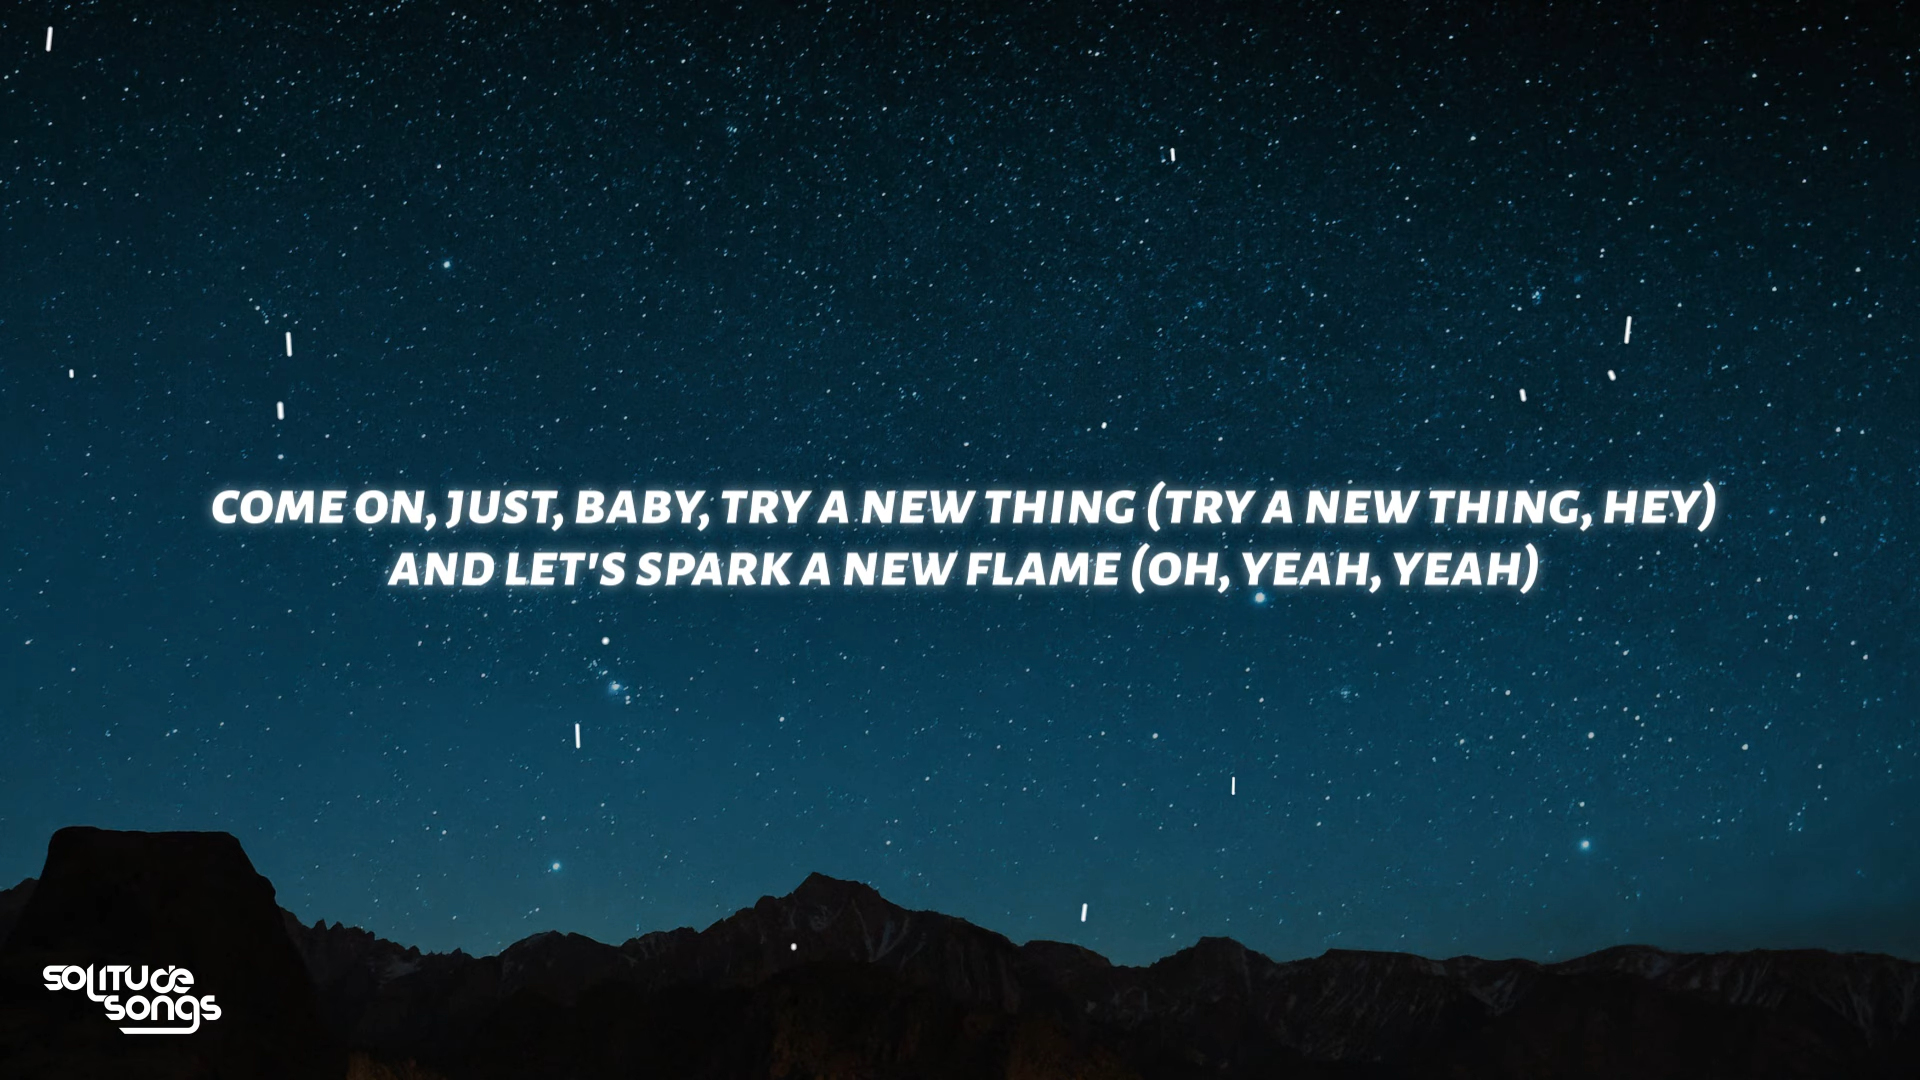 COME ON, JUST, BABY, TRY A NEW THING (TRY A NEW THING, HEY)
AND LET'S SPARK A NEW FLAME (OH, YEAH, YEAH)
SOLITUDE
SONGS